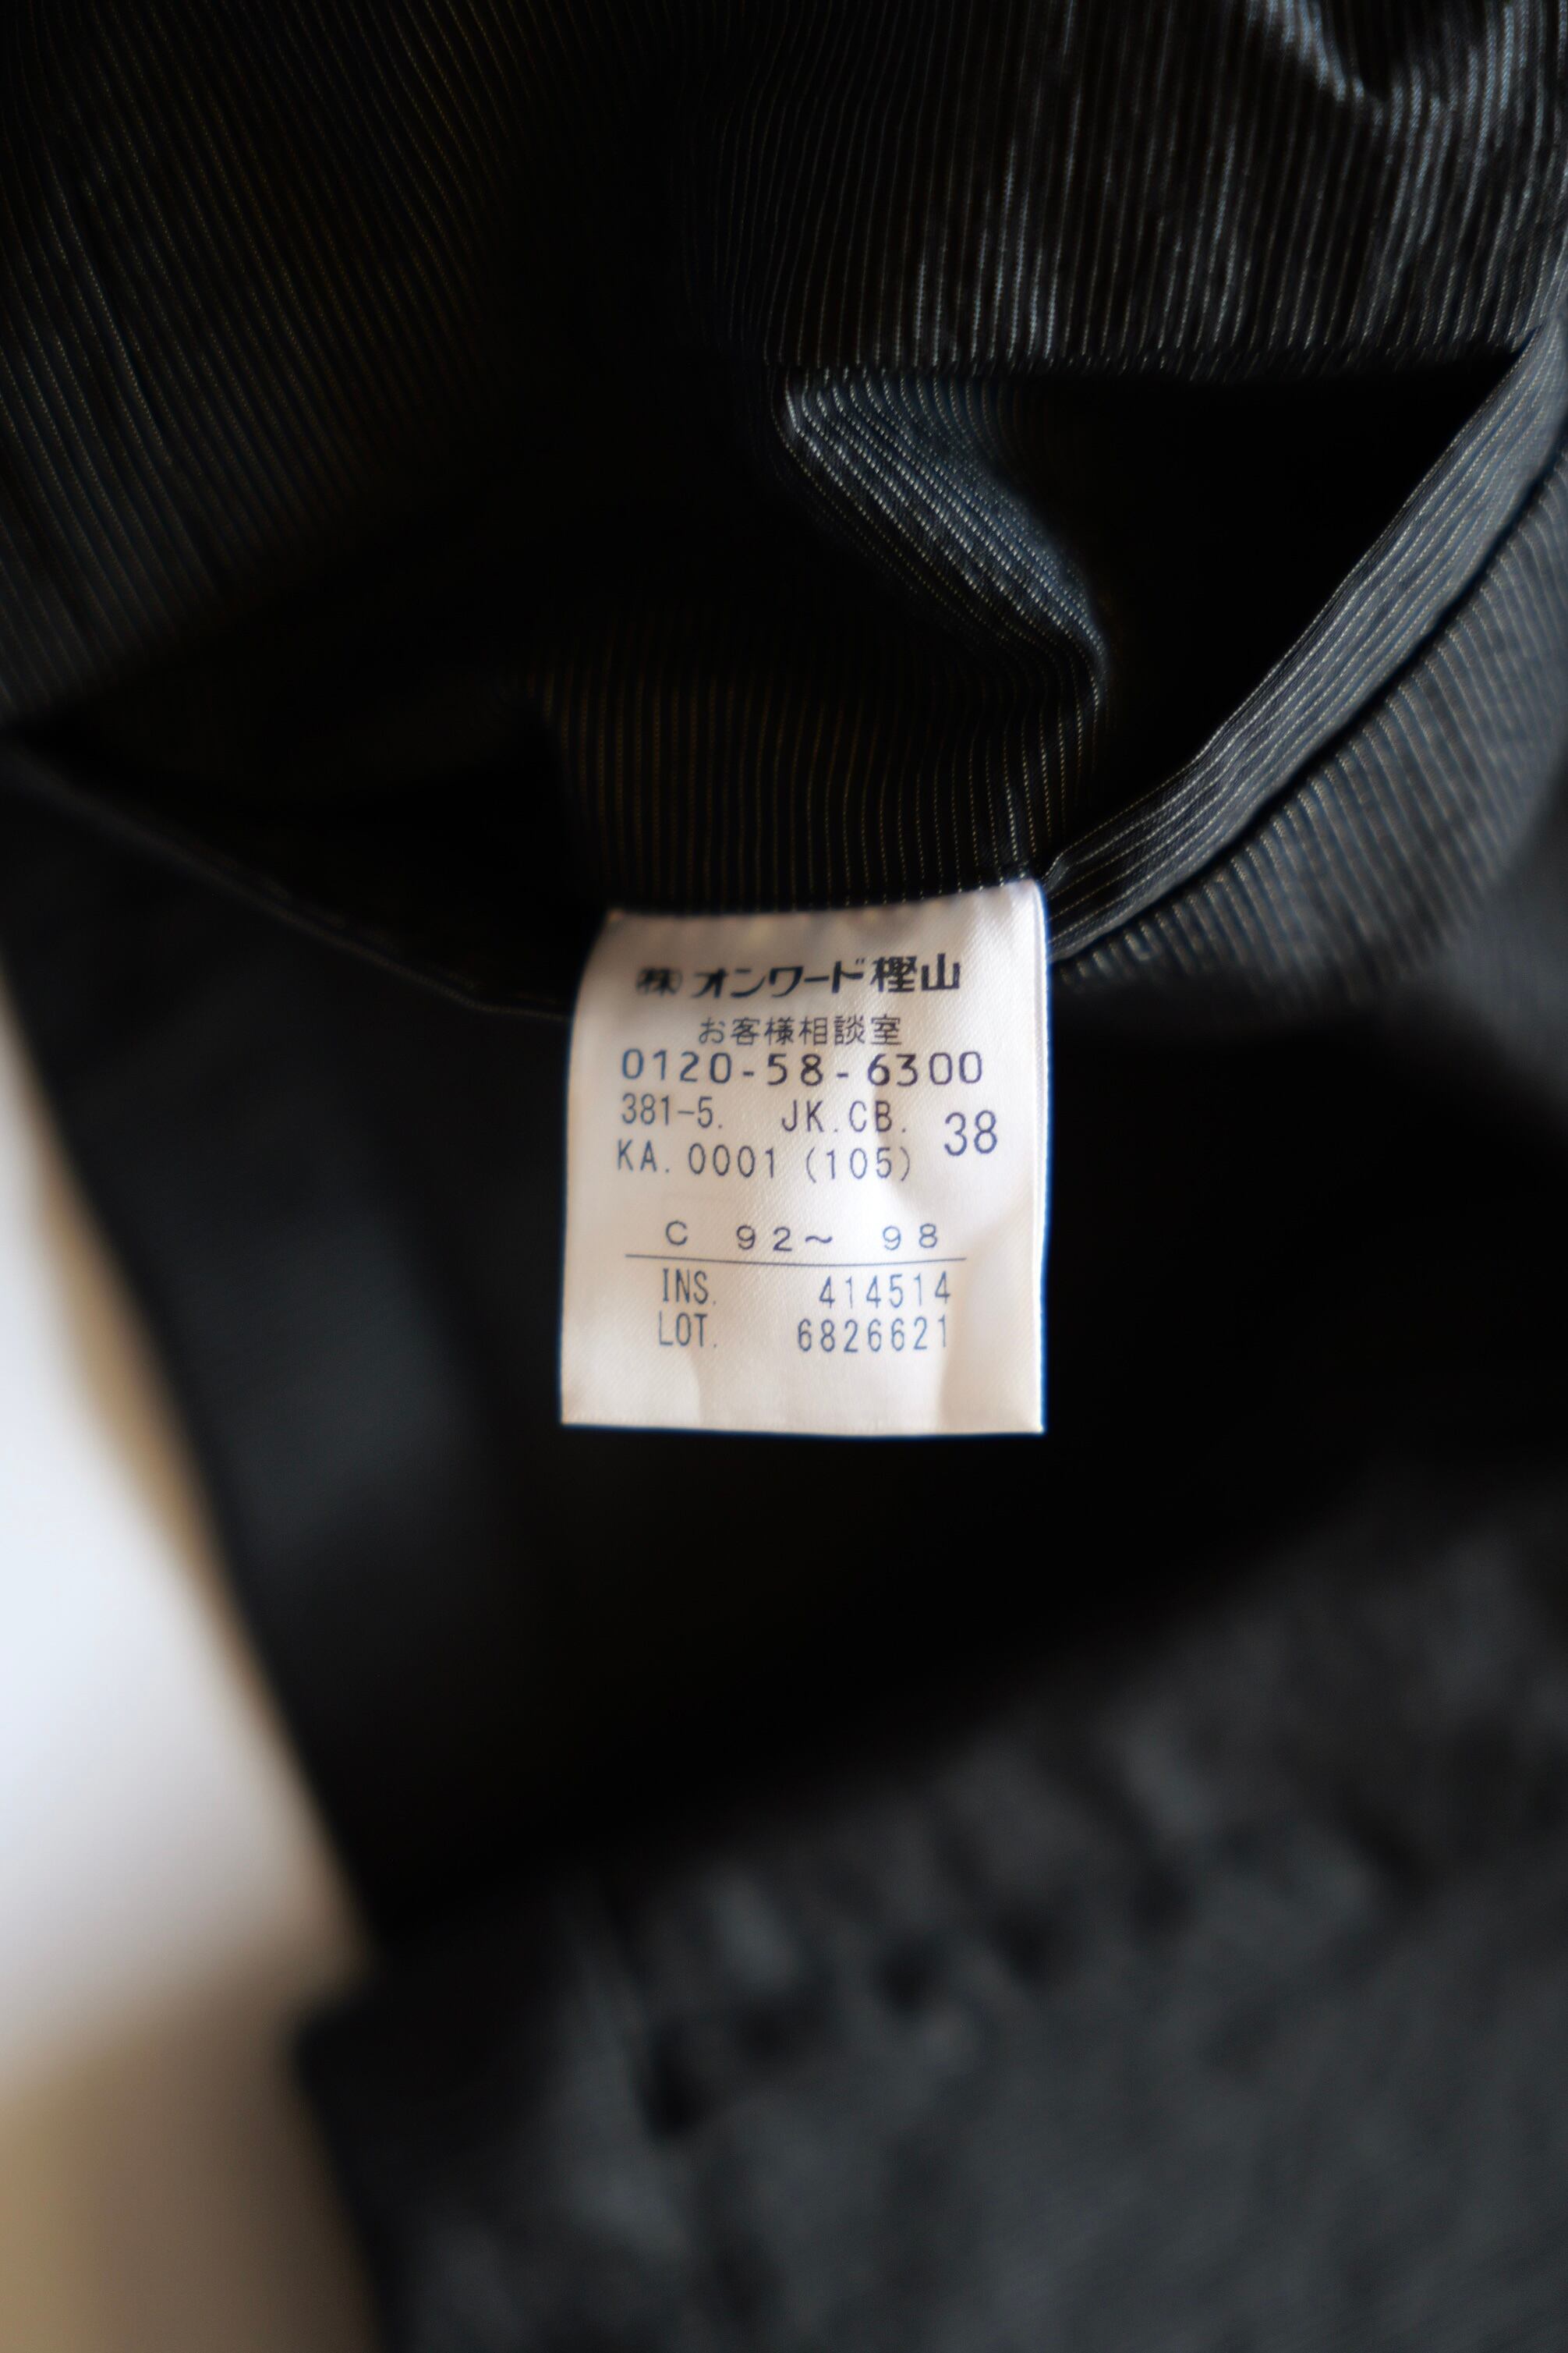 ㈱オンワード樫山
お客様相談室
0120-58-6300
381-5. JK.CB. 38
KA.0001 (105)
C 92~ 98
INS. 414514
LOT. 6826621